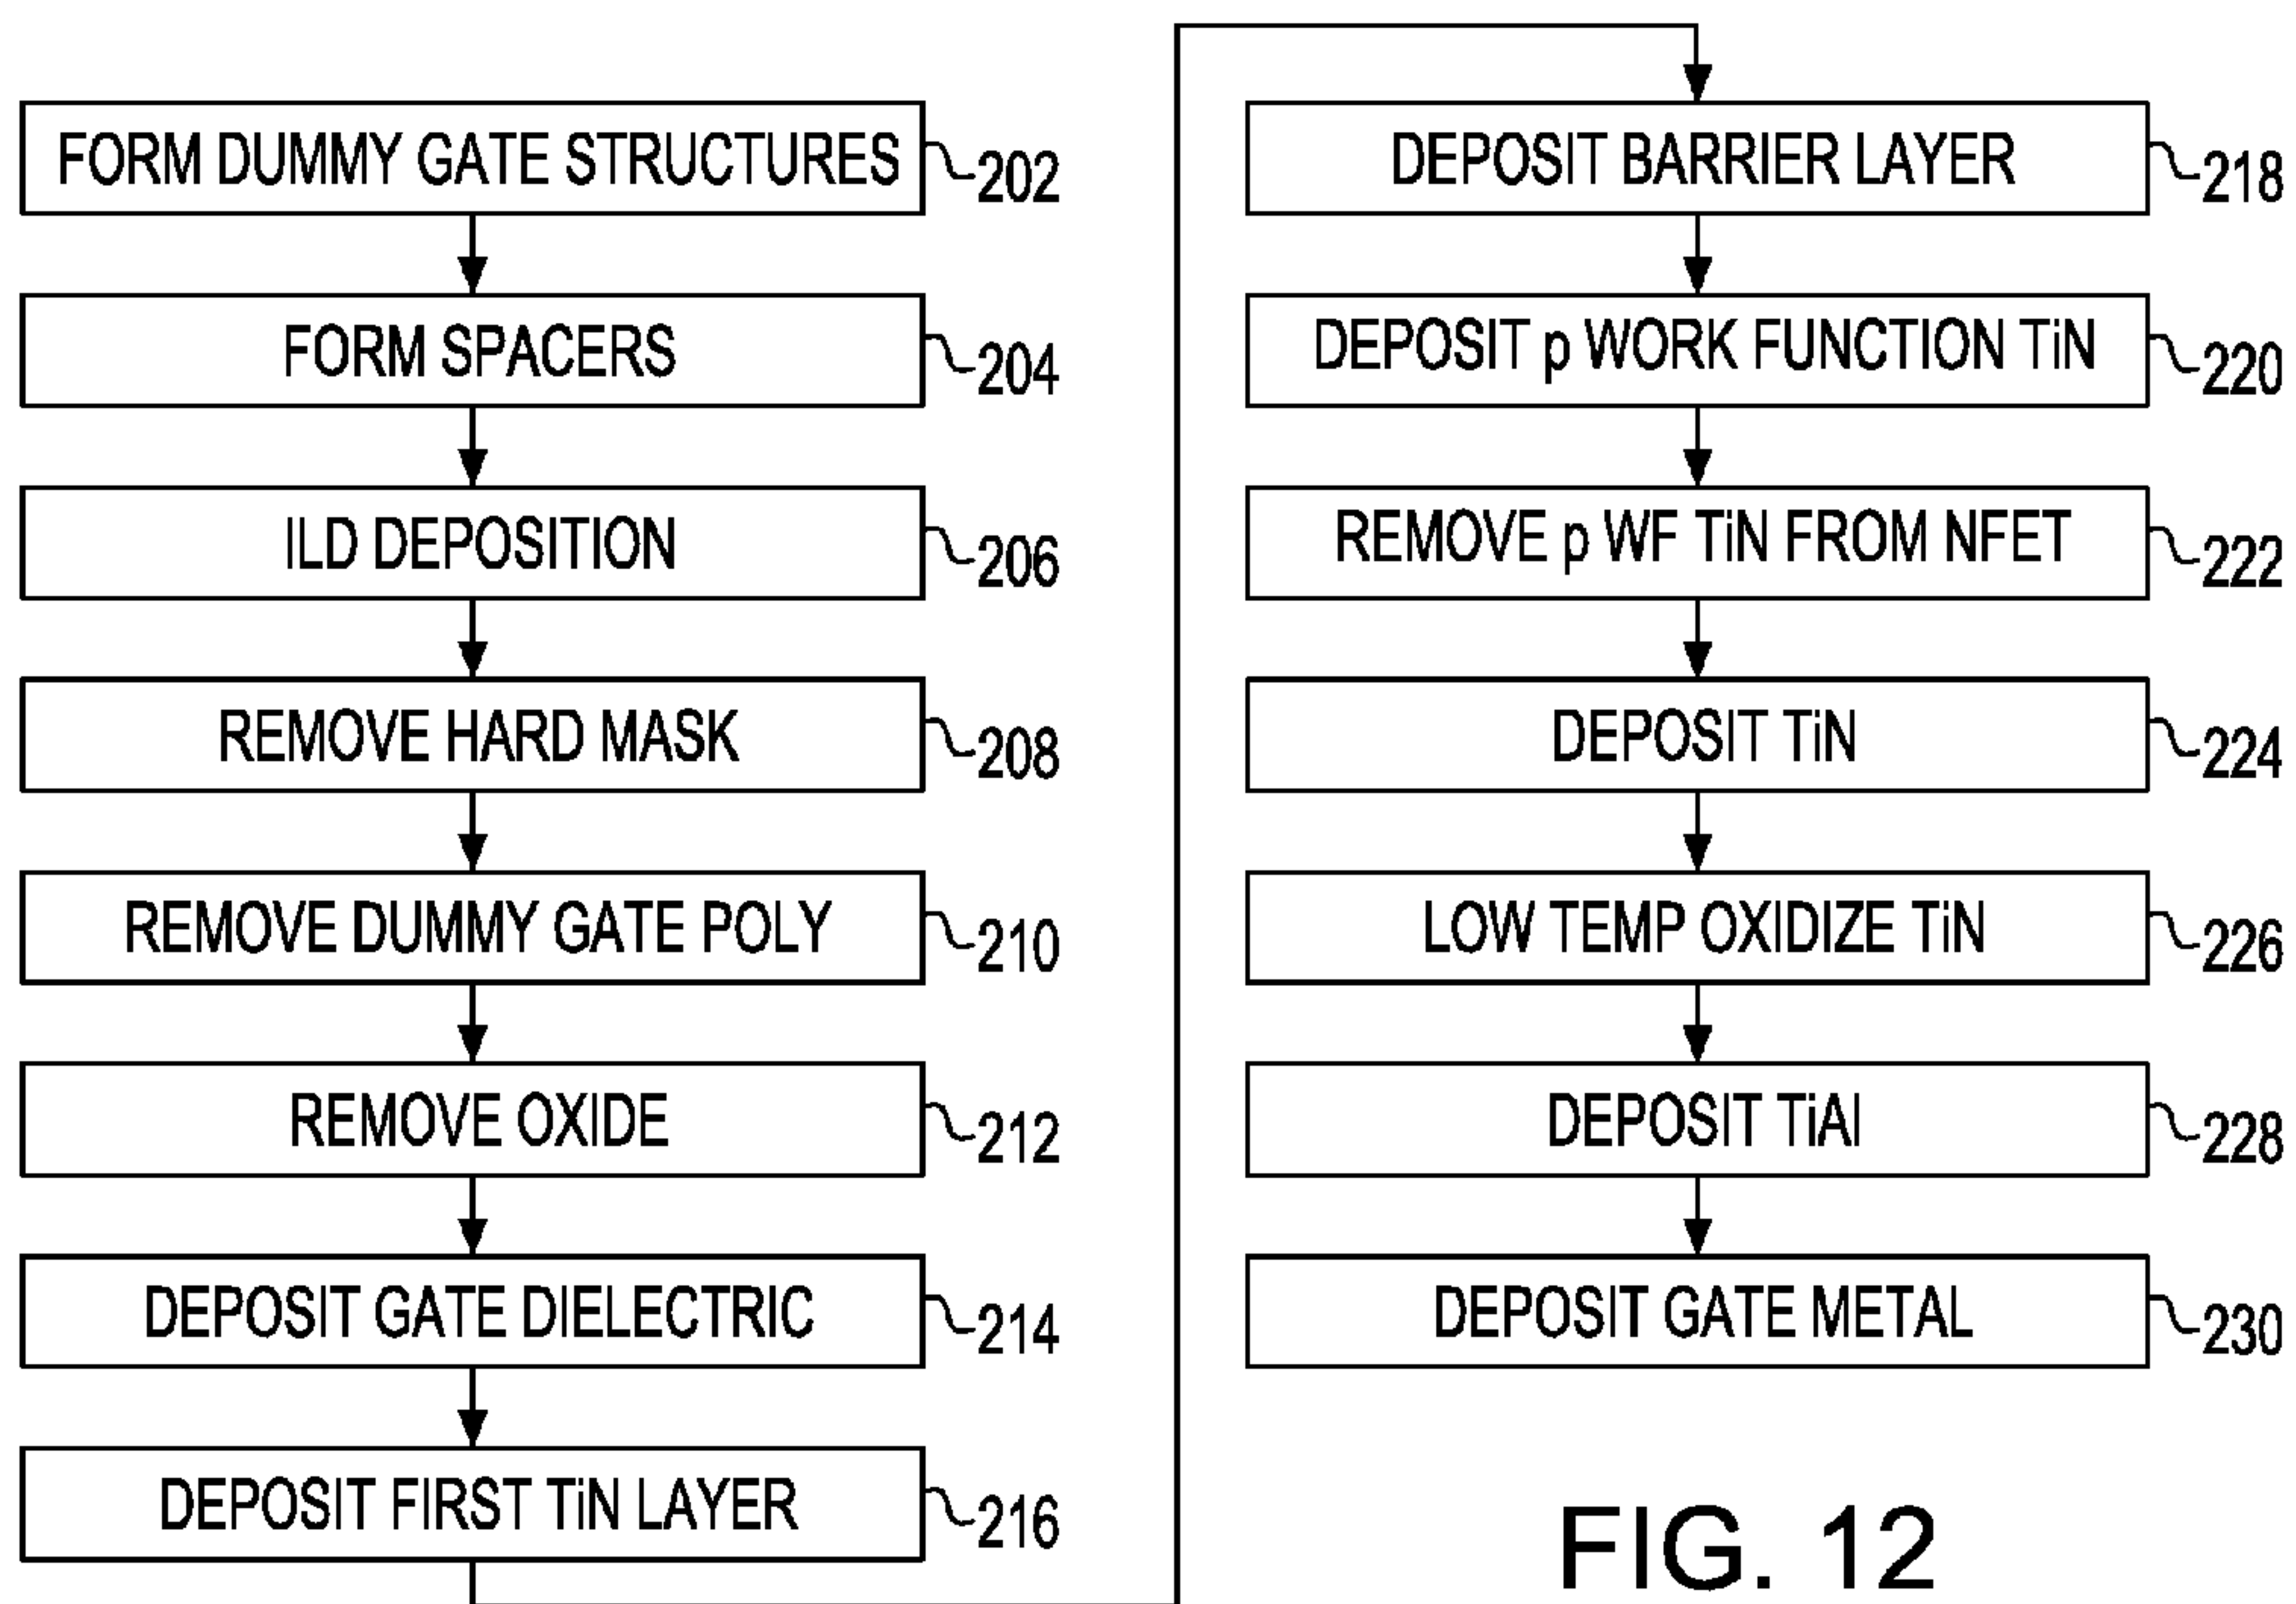 FORM DUMMY GATE STRUCTURES 202
FORM SPACERS 204
ILD DEPOSITION 206
REMOVE HARD MASK 208
REMOVE DUMMY GATE POLY 210
REMOVE OXIDE 212
DEPOSIT GATE DIELECTRIC 214
DEPOSIT FIRST TiN LAYER 216
DEPOSIT BARRIER LAYER 218
DEPOSIT p WORK FUNCTION TiN 220
REMOVE p WF TiN FROM NFET 222
DEPOSIT TiN 224
LOW TEMP OXIDIZE TiN 226
DEPOSIT TiAl 228
DEPOSIT GATE METAL 230
FIG. 12